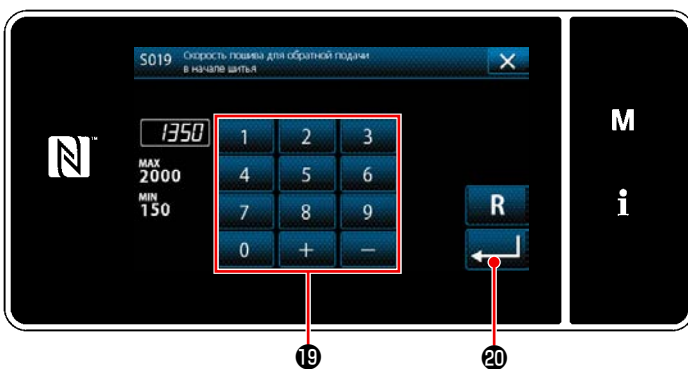 S019 Скорость пошива для обратной подачи
в начале шитья
1350
MAX
2000
MIN
150
1 2 3
4 5 6
7 8 9
0 + −
R
M
i
N™
⓳ ⓴